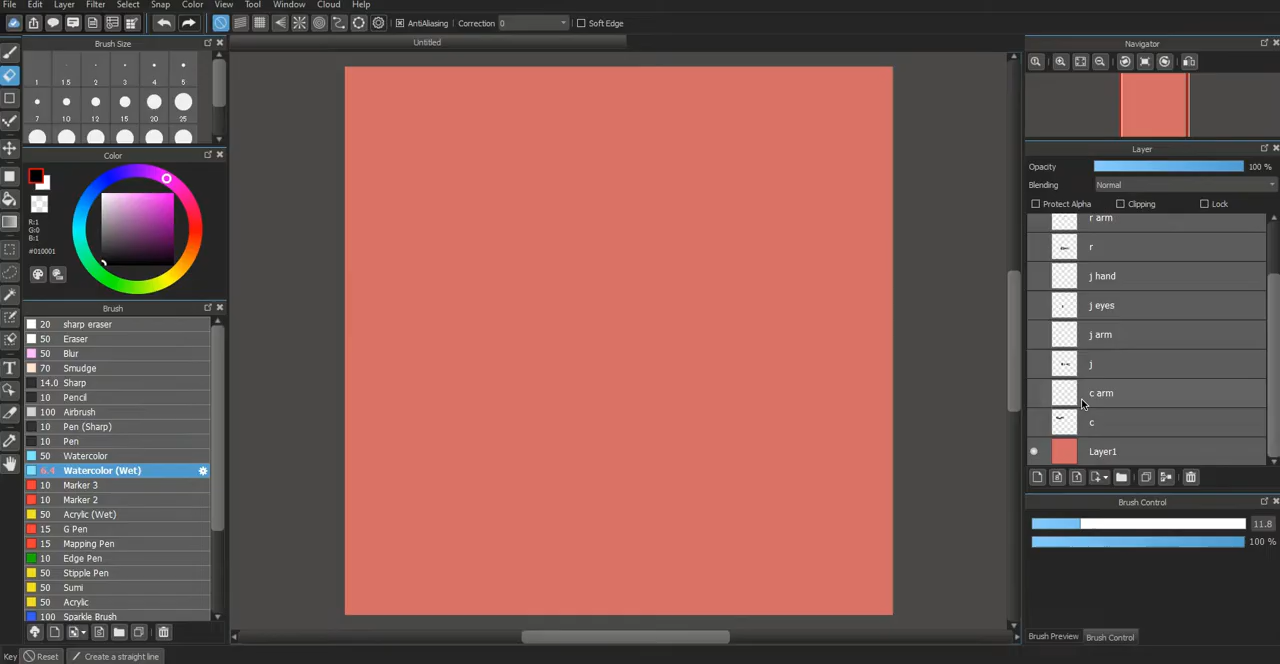 File Edit Layer Filter Select Snap Color View Tool Window Cloud Help
AntiAliasing Correction 0 Soft Edge
Brush Size
1 1.5 2 3 4 5
7 10 12 15 20 25
Color
R:1
G:0
B:1
#010001
Brush
20 sharp eraser
50 Eraser
50 Blur
70 Smudge
14.0 Sharp
10 Pencil
100 Airbrush
10 Pen (Sharp)
10 Pen
50 Watercolor
6.4 Watercolor (Wet)
10 Marker 3
10 Marker 2
50 Acrylic (Wet)
15 G Pen
15 Mapping Pen
10 Edge Pen
50 Stipple Pen
50 Sumi
50 Acrylic
100 Sparkle Brush
Key Reset Create a straight line
Untitled
Navigator
Layer
Opacity 100 %
Blending Normal
Protect Alpha Clipping Lock
r arm
r
j hand
j eyes
j arm
j
c arm
c
Layer1
Brush Control
11.8
100 %
Brush Preview Brush Control